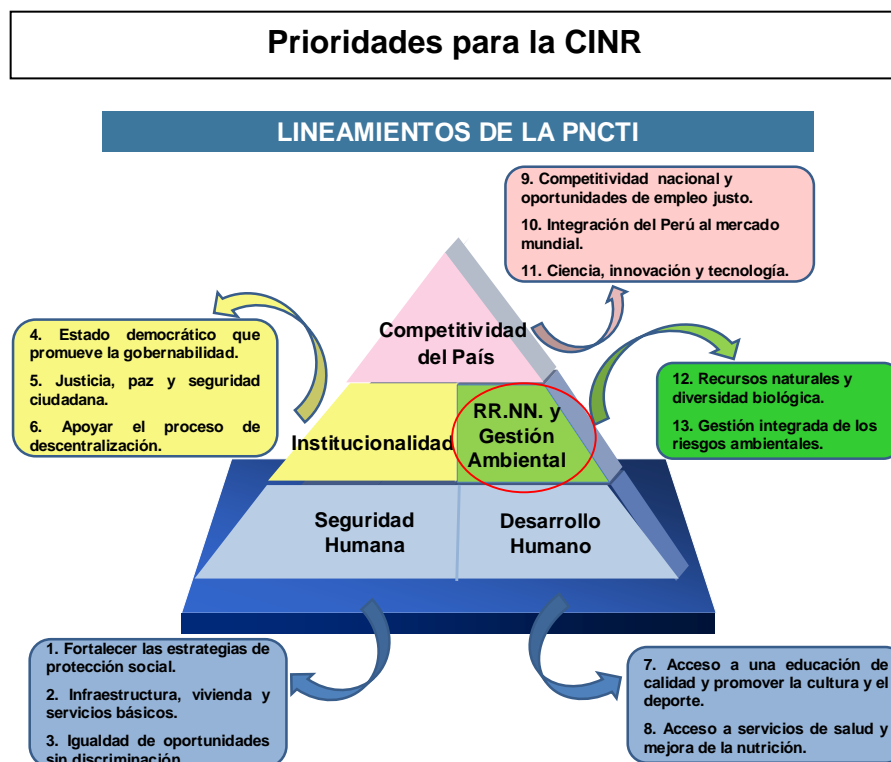 Prioridades para la CINR
LINEAMIENTOS DE LA PNCTI
9. Competitividad nacional y
oportunidades de empleo justo.
10. Integración del Perú al mercado
mundial.
11. Ciencia, innovación y tecnología.
4. Estado democrático que
promueve la gobernabilidad.
5. Justicia, paz y seguridad
ciudadana.
6. Apoyar el proceso de
descentralización.
Competitividad
del País
12. Recursos naturales y
diversidad biológica.
13. Gestión integrada de los
riesgos ambientales.
Institucionalidad
RR.NN. y
Gestión
Ambiental
Seguridad
Humana
Desarrollo
Humano
1. Fortalecer las estrategias de
protección social.
2. Infraestructura, vivienda y
servicios básicos.
3. Igualdad de oportunidades
sin discriminación
7. Acceso a una educación de
calidad y promover la cultura y el
deporte.
8. Acceso a servicios de salud y
mejora de la nutrición.